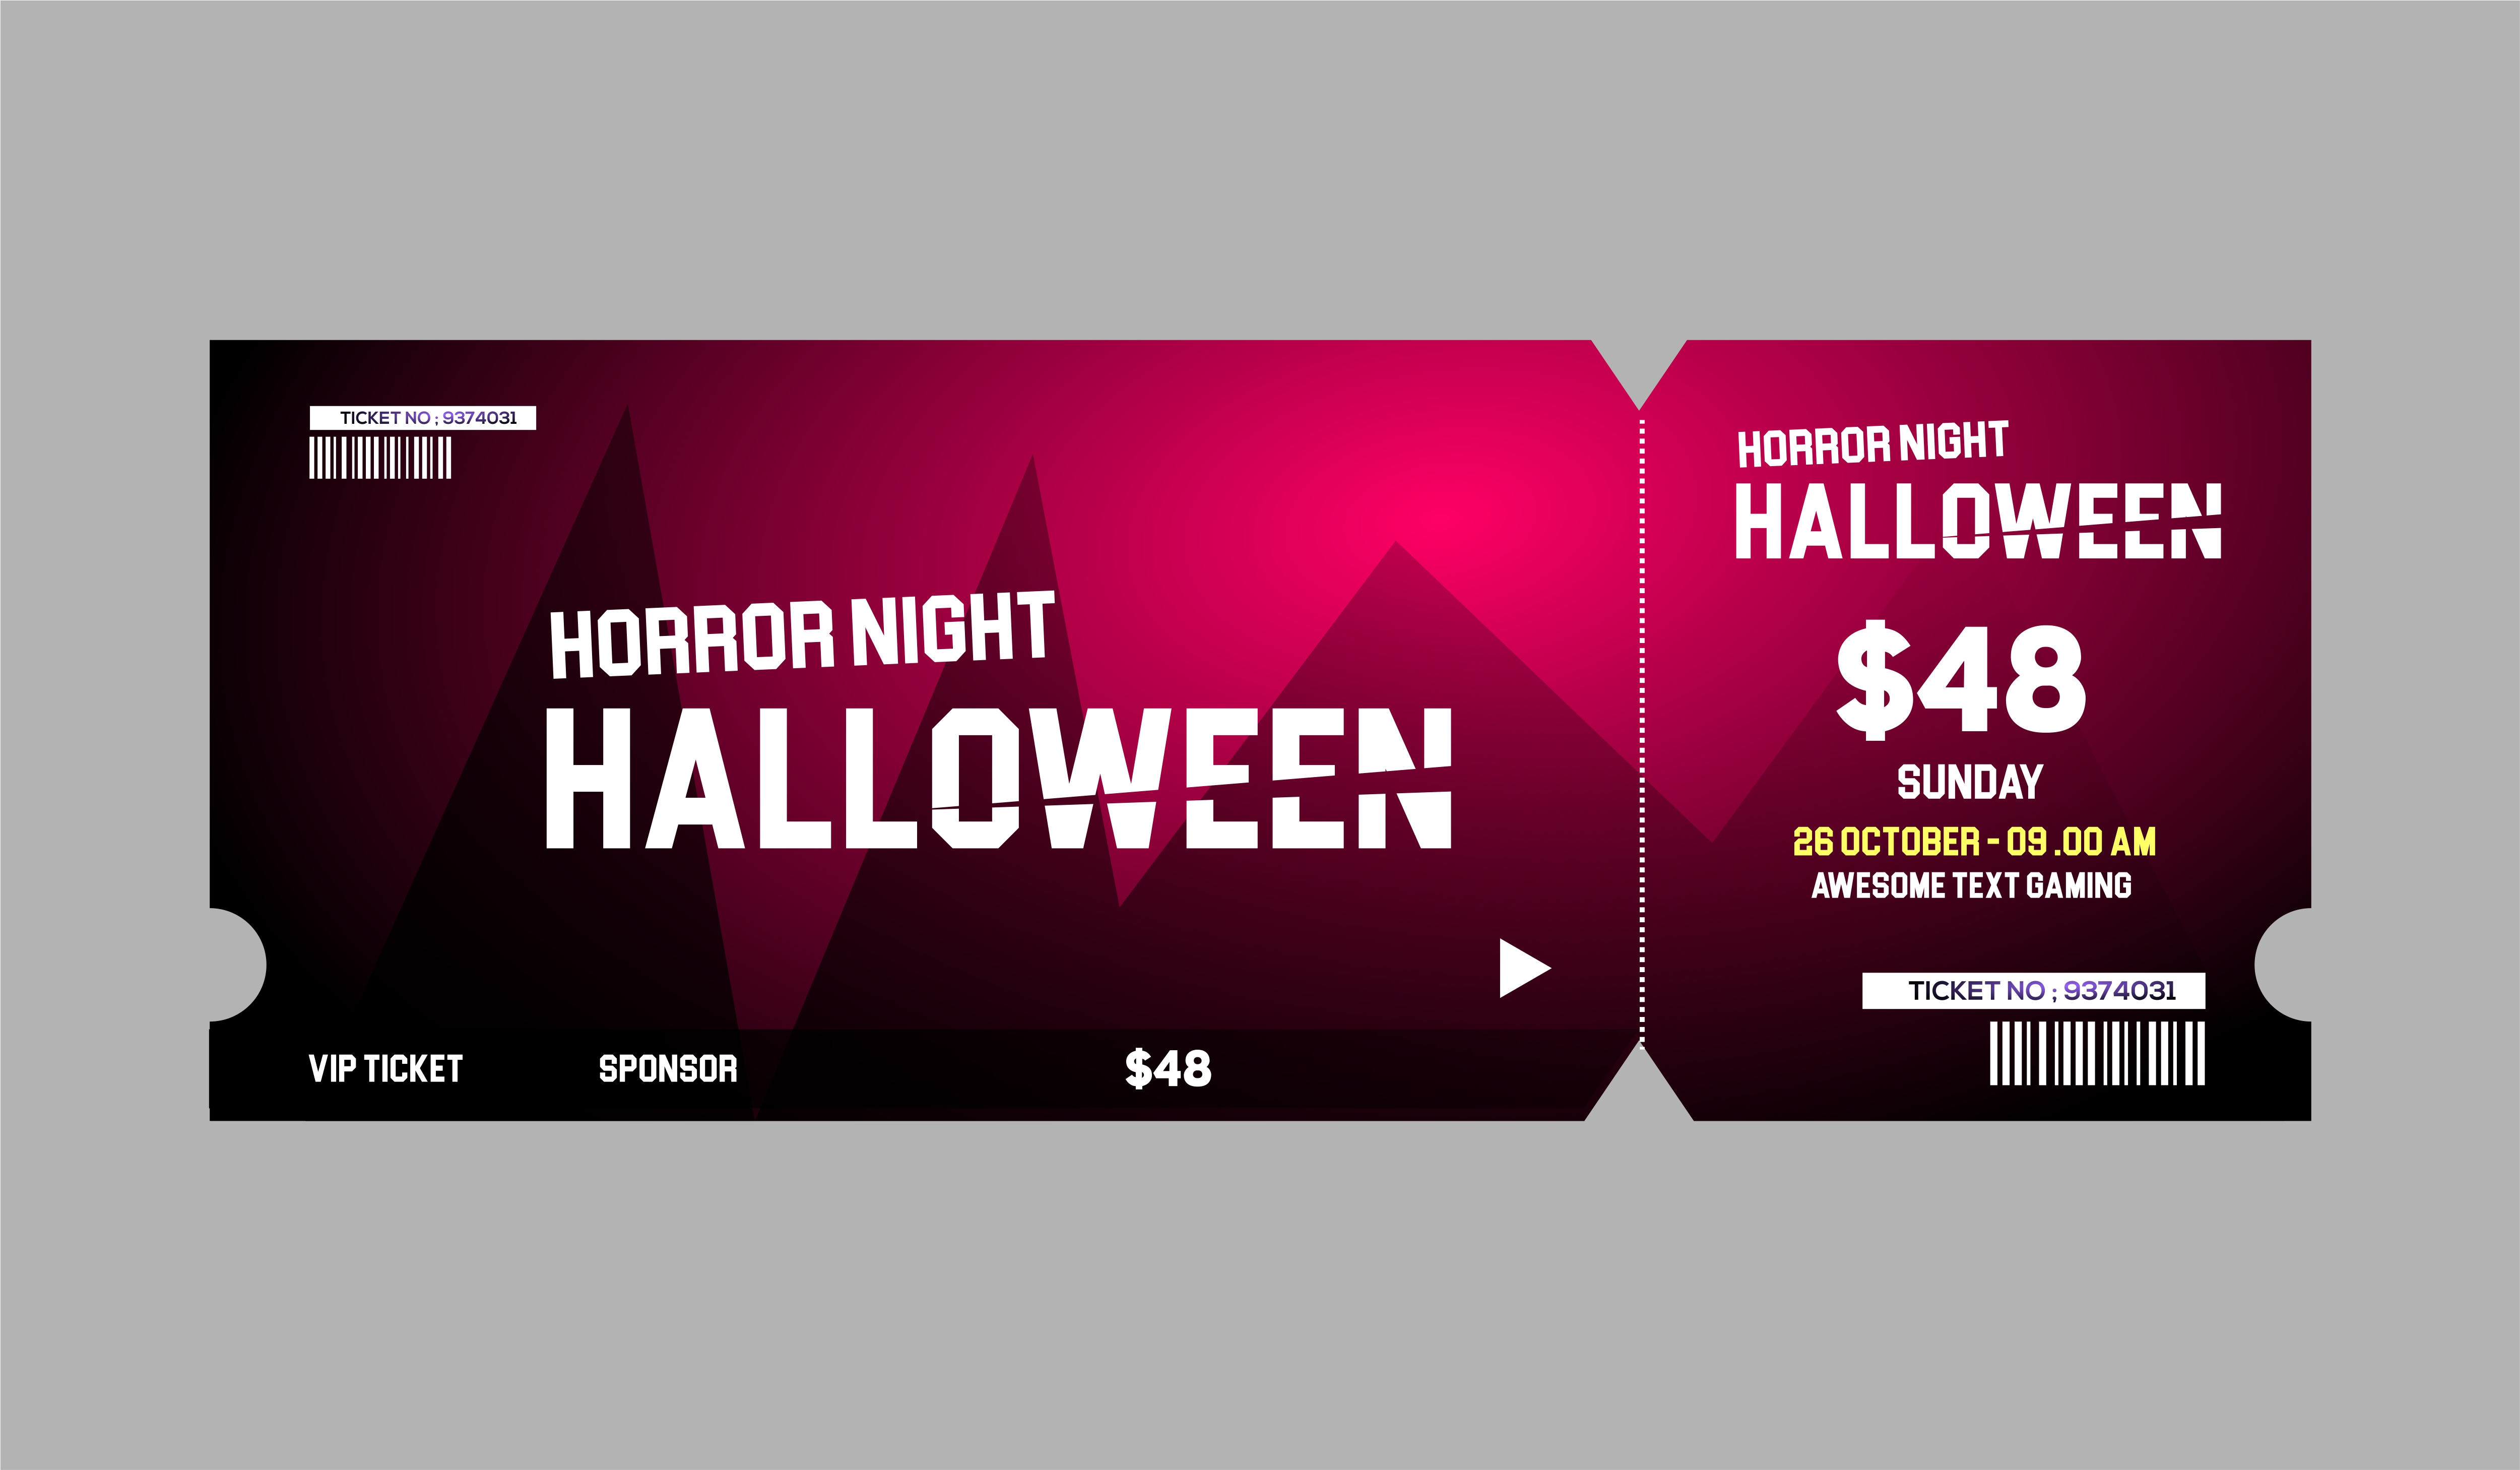 TICKET NO ; 9374031
HORROR NIGHT
HALLOWEEN
VIP TICKET
SPONSOR
$48
HORROR NIGHT
HALLOWEEN
$48
SUNDAY
26 OCTOBER - 09 .00 AM
AWESOME TEXT GAMING
TICKET NO ; 9374031